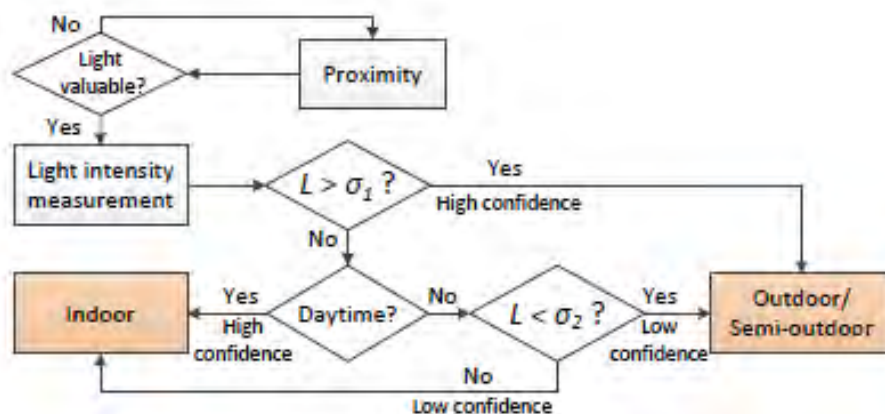 No
Light
valuable?
Proximity
Yes
Light intensity
measurement
L > σ₁ ?
Yes
High confidence
No
Indoor
Yes
High
confidence
Daytime?
No
L < σ₂ ?
Yes
Low
confidence
Outdoor/
Semi-outdoor
No
Low confidence